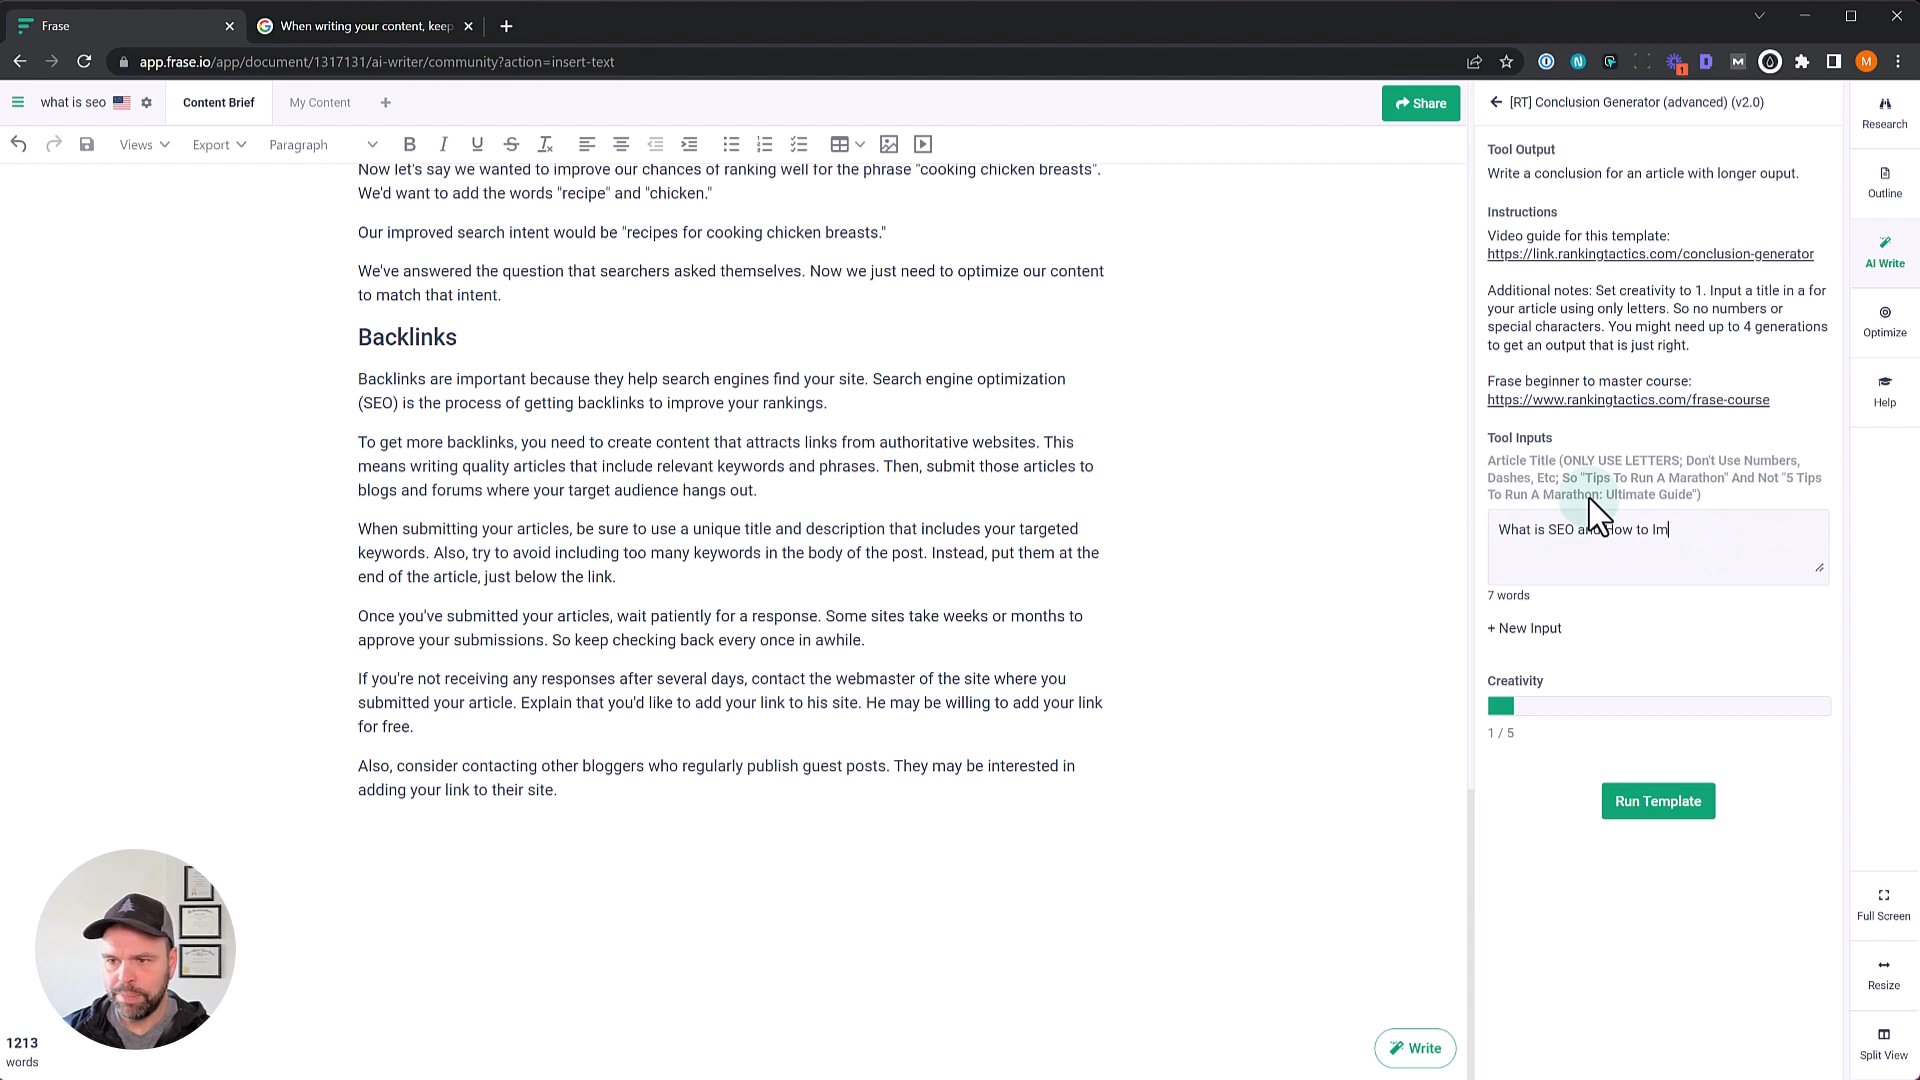 Frase
When writing your content, keep
app.frase.io/app/document/1317131/ai-writer/community?action=insert-text
1
M
what is seo
Content Brief
My Content
Share
Views
Export
Paragraph
Now let's say we wanted to improve our chances of ranking well for the phrase "cooking chicken breasts".
We'd want to add the words "recipe" and "chicken."
Our improved search intent would be "recipes for cooking chicken breasts."
We've answered the question that searchers asked themselves. Now we just need to optimize our content
to match that intent.
Backlinks
Backlinks are important because they help search engines find your site. Search engine optimization
(SEO) is the process of getting backlinks to improve your rankings.
To get more backlinks, you need to create content that attracts links from authoritative websites. This
means writing quality articles that include relevant keywords and phrases. Then, submit those articles to
blogs and forums where your target audience hangs out.
When submitting your articles, be sure to use a unique title and description that includes your targeted
keywords. Also, try to avoid including too many keywords in the body of the post. Instead, put them at the
end of the article, just below the link.
Once you've submitted your articles, wait patiently for a response. Some sites take weeks or months to
approve your submissions. So keep checking back every once in awhile.
If you're not receiving any responses after several days, contact the webmaster of the site where you
submitted your article. Explain that you'd like to add your link to his site. He may be willing to add your link
for free.
Also, consider contacting other bloggers who regularly publish guest posts. They may be interested in
adding your link to their site.
1213
words
Write
[RT] Conclusion Generator (advanced) (v2.0)
Tool Output
Write a conclusion for an article with longer ouput.
Instructions
Video guide for this template:
https://link.rankingtactics.com/conclusion-generator
Additional notes: Set creativity to 1. Input a title in a for
your article using only letters. So no numbers or
special characters. You might need up to 4 generations
to get an output that is just right.
Frase beginner to master course:
https://www.rankingtactics.com/frase-course
Tool Inputs
Article Title (ONLY USE LETTERS; Don't Use Numbers,
Dashes, Etc; So "Tips To Run A Marathon" And Not "5 Tips
To Run A Marathon: Ultimate Guide")
What is SEO and How to Im
7 words
+ New Input
Creativity
1 / 5
Run Template
Research
Outline
AI Write
Optimize
Help
Full Screen
Resize
Split View